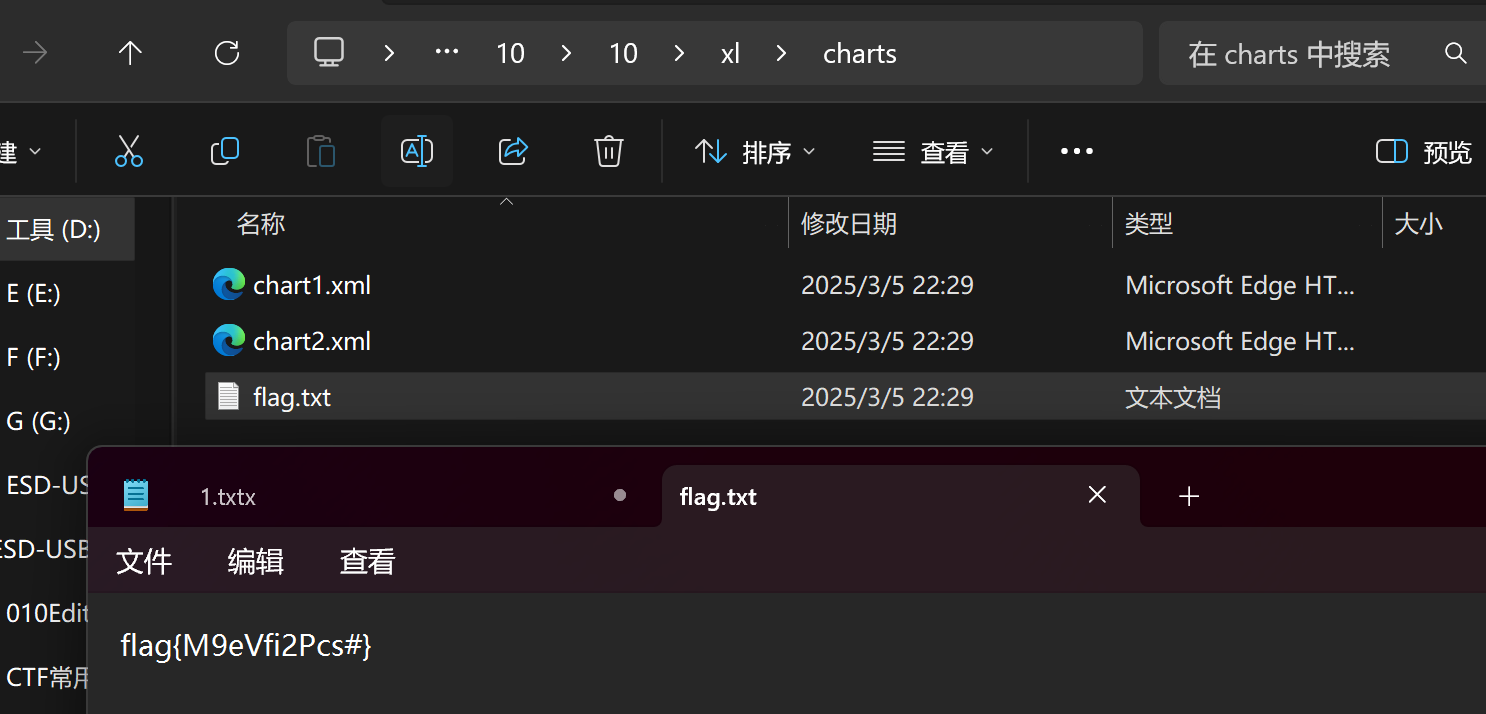 10 10 xl charts 在 charts 中搜索
建 排序 查看 预览
工具 (D:)
E (E:)
F (F:)
G (G:)
ESD-US
ESD-USB
010Edit
CTF常用
名称 修改日期 类型 大小
chart1.xml 2025/3/5 22:29 Microsoft Edge HT...
chart2.xml 2025/3/5 22:29 Microsoft Edge HT...
flag.txt 2025/3/5 22:29 文本文档
1.txtx flag.txt
文件 编辑 查看
flag{M9eVfi2Pcs#}